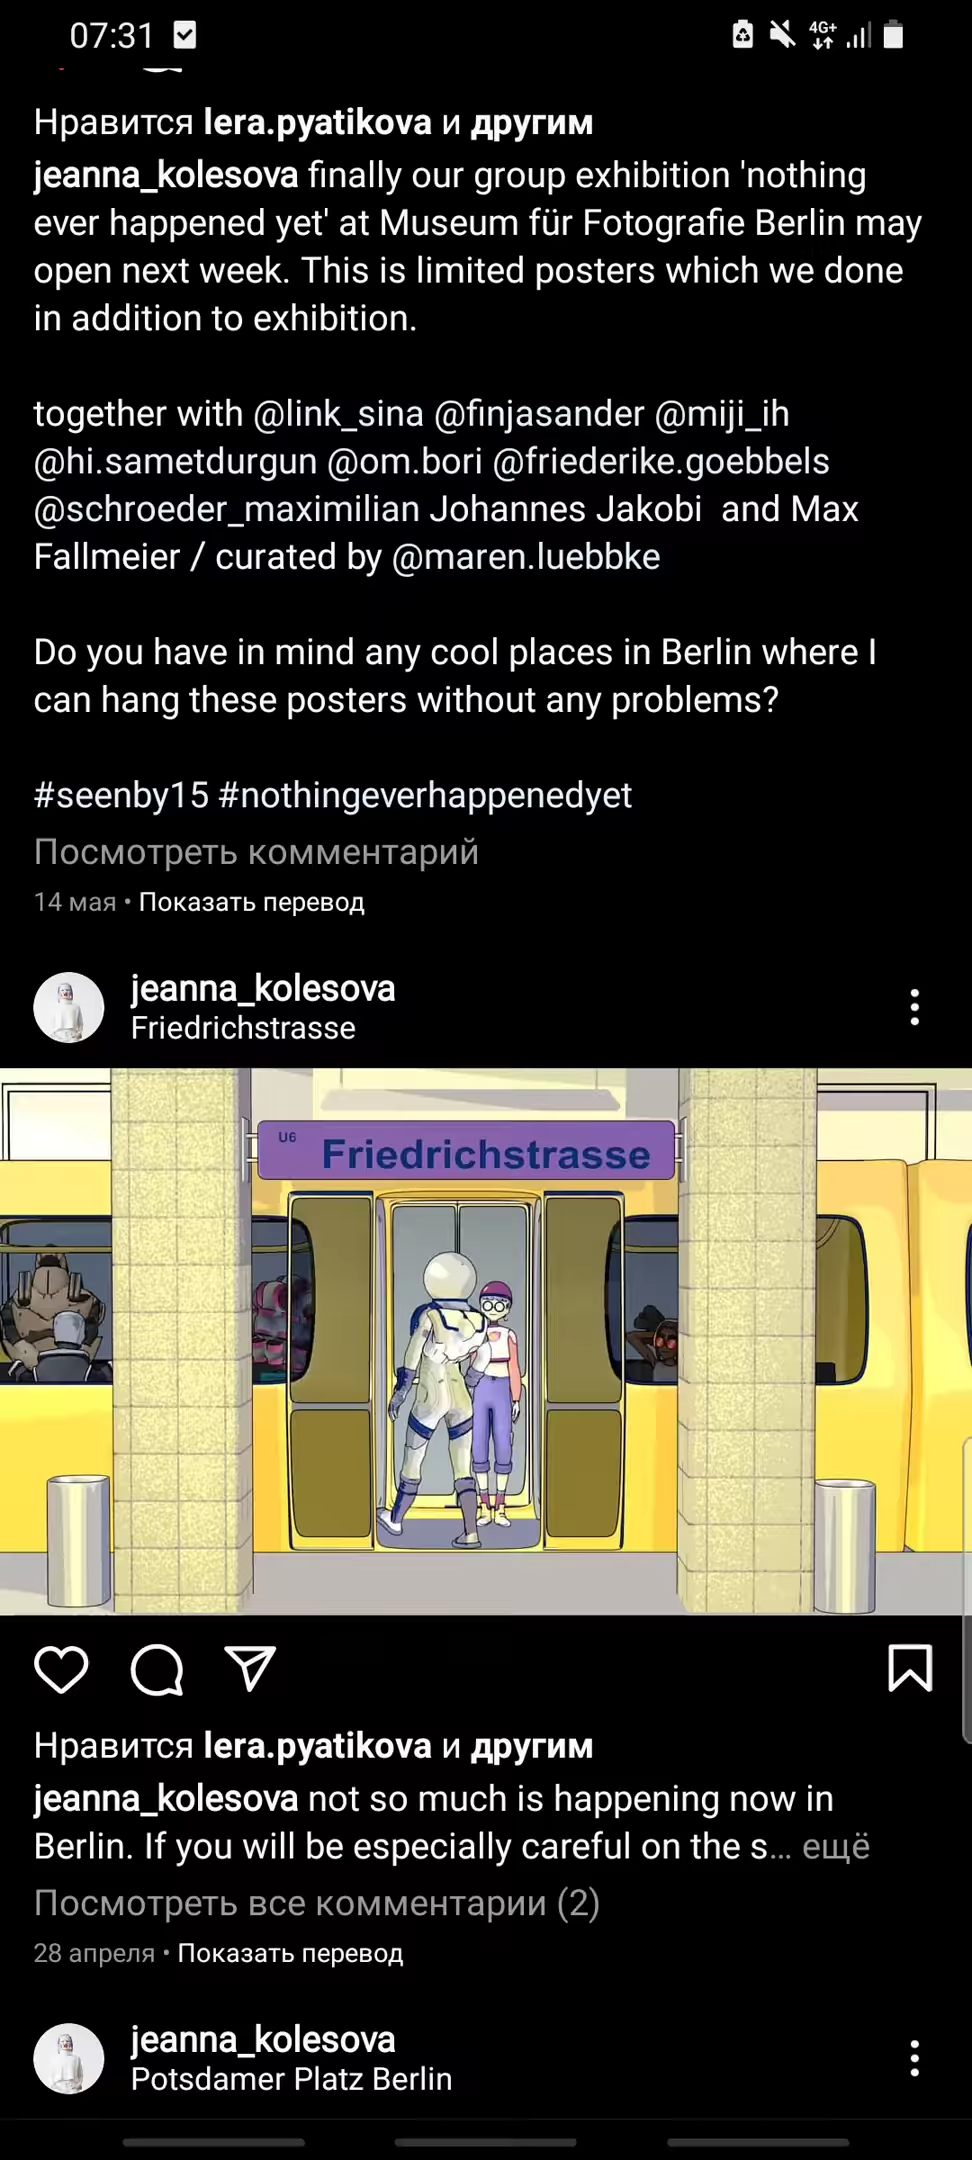 07:31
4G+
Нравится lera.pyatikova и другим
jeanna_kolesova finally our group exhibition 'nothing
ever happened yet' at Museum für Fotografie Berlin may
open next week. This is limited posters which we done
in addition to exhibition.
together with @link_sina @finjasander @miji_ih
@hi.sametdurgun @om.bori @friederike.goebbels
@schroeder_maximilian Johannes Jakobi and Max
Fallmeier / curated by @maren.luebbke
Do you have in mind any cool places in Berlin where I
can hang these posters without any problems?
#seenby15 #nothingeverhappenedyet
Посмотреть комментарий
14 мая • Показать перевод
jeanna_kolesova
Friedrichstrasse
U6 Friedrichstrasse
Нравится lera.pyatikova и другим
jeanna_kolesova not so much is happening now in
Berlin. If you will be especially careful on the s... ещё
Посмотреть все комментарии (2)
28 апреля • Показать перевод
jeanna_kolesova
Potsdamer Platz Berlin